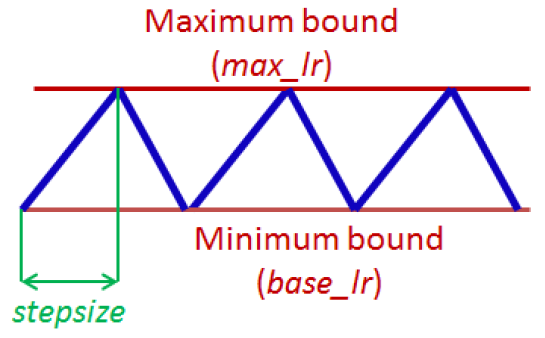 Maximum bound
(max_lr)
Minimum bound
(base_lr)
stepsize